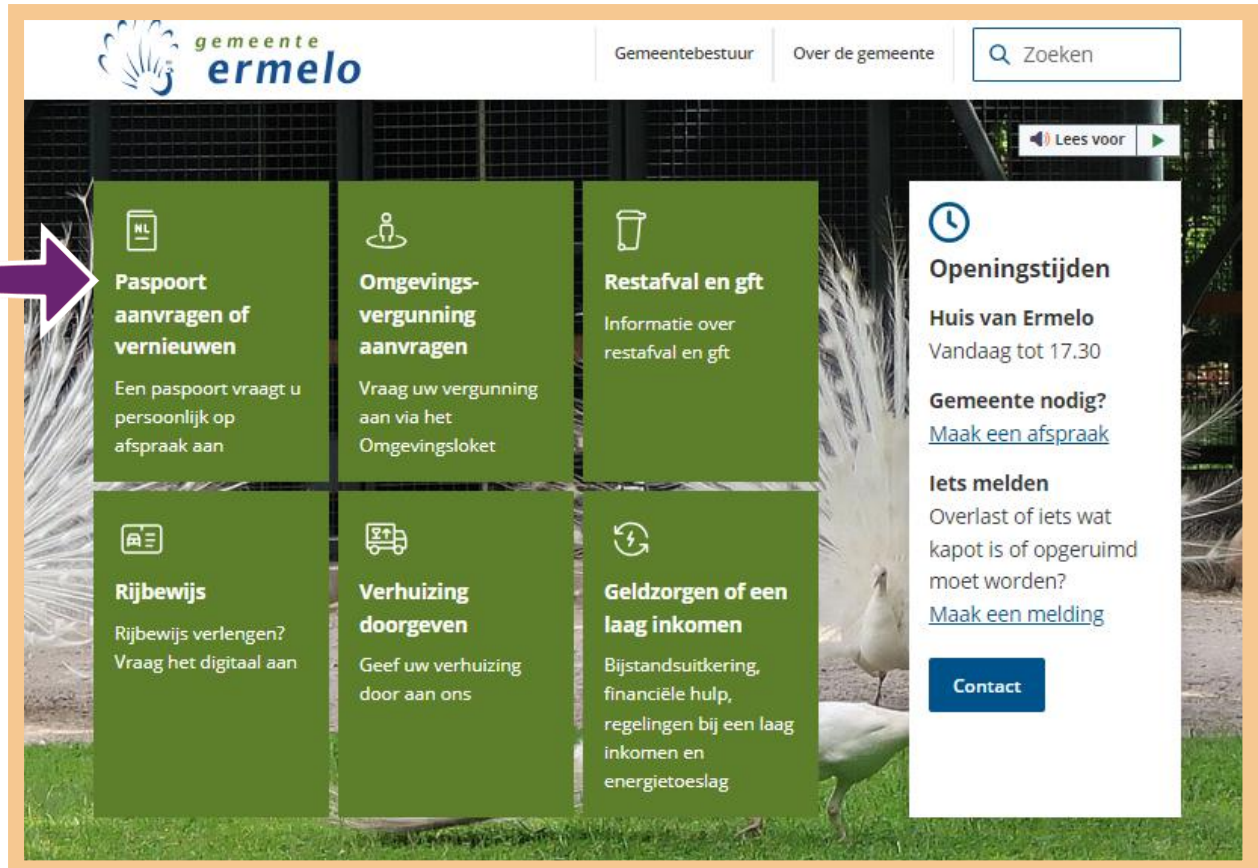 gemeente
ermelo
Gemeentebestuur
Over de gemeente
Zoeken
Lees voor
NL
Paspoort
aanvragen of
vernieuwen
Een paspoort vraagt u
persoonlijk op
afspraak aan
Omgevings-
vergunning
aanvragen
Vraag uw vergunning
aan via het
Omgevingsloket
Restafval en gft
Informatie over
restafval en gft
Rijbewijs
Rijbewijs verlengen?
Vraag het digitaal aan
Verhuizing
doorgeven
Geef uw verhuizing
door aan ons
Geldzorgen of een
laag inkomen
Bijstandsuitkering,
financiële hulp,
regelingen bij een laag
inkomen en
energietoeslag
Openingstijden
Huis van Ermelo
Vandaag tot 17.30
Gemeente nodig?
Maak een afspraak
Iets melden
Overlast of iets wat
kapot is of opgeruimd
moet worden?
Maak een melding
Contact